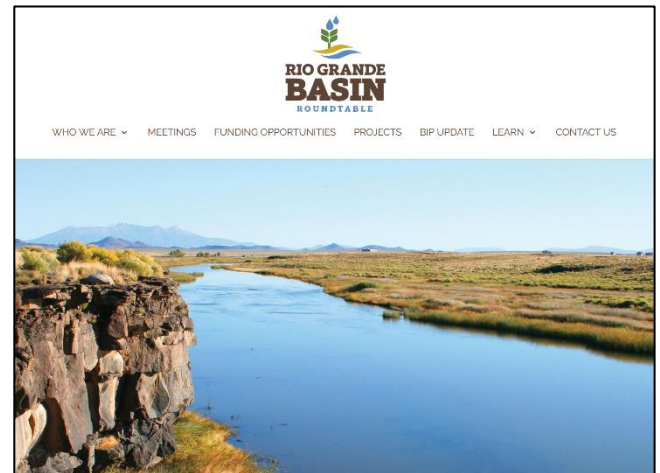 RIO GRANDE
BASIN
ROUNDTABLE
WHO WE ARE MEETINGS FUNDING OPPORTUNITIES PROJECTS BIP UPDATE LEARN CONTACT US